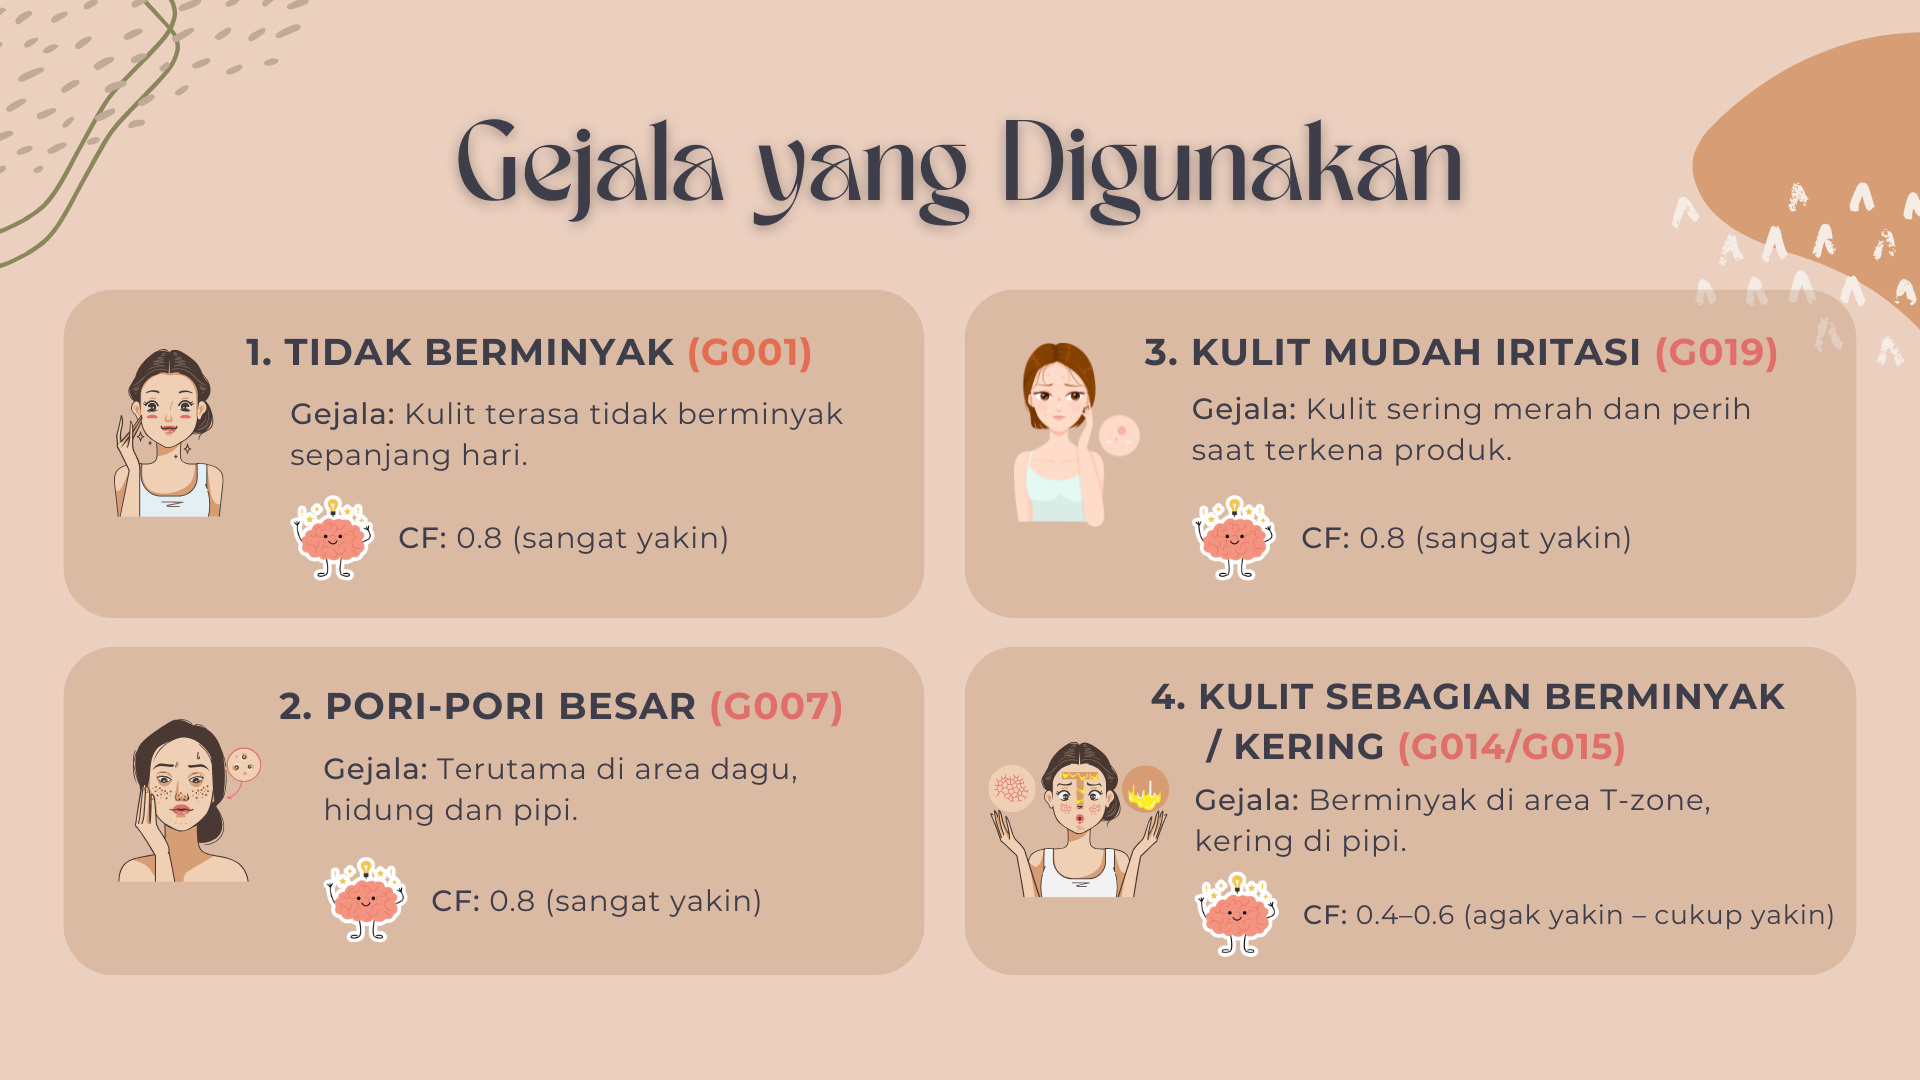 Gejala yang Digunakan
1. TIDAK BERMINYAK (G001)
Gejala: Kulit terasa tidak berminyak
sepanjang hari.
CF: 0.8 (sangat yakin)
2. PORI-PORI BESAR (G007)
Gejala: Terutama di area dagu,
hidung dan pipi.
CF: 0.8 (sangat yakin)
3. KULIT MUDAH IRITASI (G019)
Gejala: Kulit sering merah dan perih
saat terkena produk.
CF: 0.8 (sangat yakin)
4. KULIT SEBAGIAN BERMINYAK
/ KERING (G014/G015)
Gejala: Berminyak di area T-zone,
kering di pipi.
CF: 0.4–0.6 (agak yakin – cukup yakin)